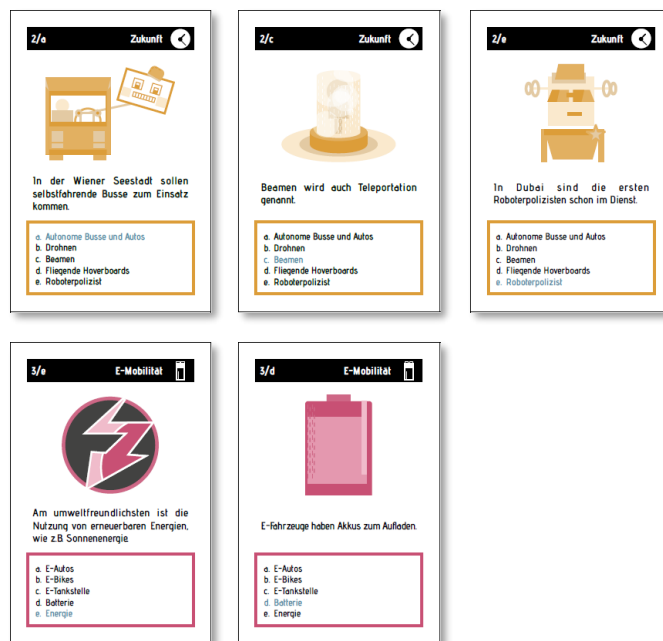 2/a Zukunft
In der Wiener Seestadt sollen
selbstfahrende Busse zum Einsatz
kommen.
a. Autonome Busse und Autos
b. Drohnen
c. Beamen
d. Fliegende Hoverboards
e. Roboterpolizist
2/c Zukunft
Beamen wird auch Teleportation
genannt.
a. Autonome Busse und Autos
b. Drohnen
c. Beamen
d. Fliegende Hoverboards
e. Roboterpolizist
2/e Zukunft
In Dubai sind die ersten
Roboterpolizisten schon im Dienst.
a. Autonome Busse und Autos
b. Drohnen
c. Beamen
d. Fliegende Hoverboards
e. Roboterpolizist
3/e E-Mobilität
Am umweltfreundlichsten ist die
Nutzung von erneuerbaren Energien,
wie z.B. Sonnenenergie.
a. E-Autos
b. E-Bikes
c. E-Tankstelle
d. Batterie
e. Energie
3/d E-Mobilität
E-Fahrzeuge haben Akkus zum Aufladen.
a. E-Autos
b. E-Bikes
c. E-Tankstelle
d. Batterie
e. Energie